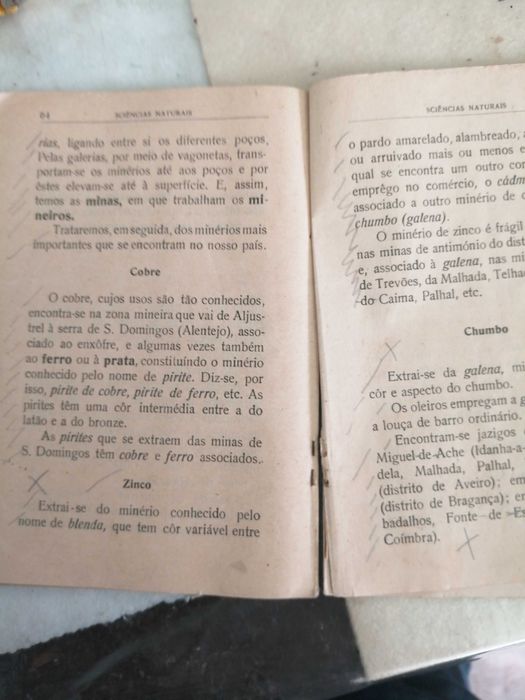 64
SCIÊNCIAS NATURAIS
rias, ligando entre si os diferentes poços,
Pelas galerias, por meio de vagonetas, trans-
portam-se os minérios até aos poços e por
êstes elevam-se até à superfície. E, assim,
temos as minas, em que trabalham os mi-
neiros.
Trataremos, em seguida, dos minérios mais
importantes que se encontram no nosso país.
Cobre
O cobre, cujos usos são tão conhecidos,
encontra-se na zona mineira que vai de Aljus-
trel à serra de S. Domingos (Alentejo), asso-
ciado ao enxôfre, e algumas vezes também
ao ferro ou à prata, constituíndo o minério
conhecido pelo nome de pirite. Diz-se, por
isso, pirite de cobre, pirite de ferro, etc. As
pirites têm uma côr intermédia entre a do
latão e a do bronze.
As pirites que se extraem das minas de
S. Domingos têm cobre e ferro associados.
Zinco
Extrai-se do minério conhecido pelo
nome de blenda, que tem côr variável entre
SCIÊNCIAS NATURAIS
o pardo amarelado, alambreado,
ou arruivado mais ou menos
qual se encontra um outro
emprêgo no comércio, o
associado a outro minério de
chumbo (galena).
O minério de zinco é frágil
nas minas de antimónio do
e, associado à galena, nas
de Trevões, da Malhada,
do Caima, Palhal, etc.
Chumbo
Extrai-se da galena,
côr e aspecto do chumbo.
Os oleiros empregam a
a louça de barro ordinário.
Encontram-se jazigos
Miguel-de-Ache
dela, Malhada, Palhal,
(distrito de Aveiro); em
(distrito de Bragança);
badalhos, Fonte de
Coímbra).